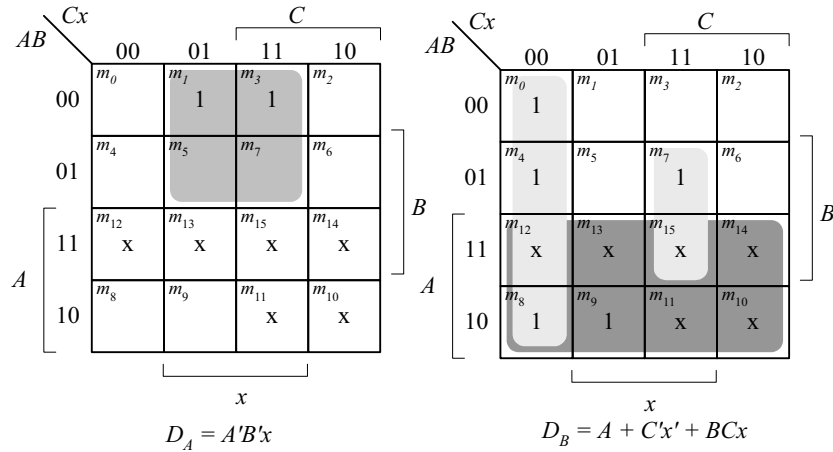 Cx C
AB 00 01 11 10
00 m0 m1 1 m3 1 m2
01 m4 m5 m7 m6
B
A 11 m12 x m13 x m15 x m14 x
10 m8 m9 m11 x m10 x
x
D_A = A'B'x
Cx C
AB 00 01 11 10
00 m0 1 m1 m3 m2
01 m4 1 m5 m7 1 m6
B
A 11 m12 x m13 x m15 x m14 x
10 m8 1 m9 1 m11 x m10 x
x
D_B = A + C'x' + BCx